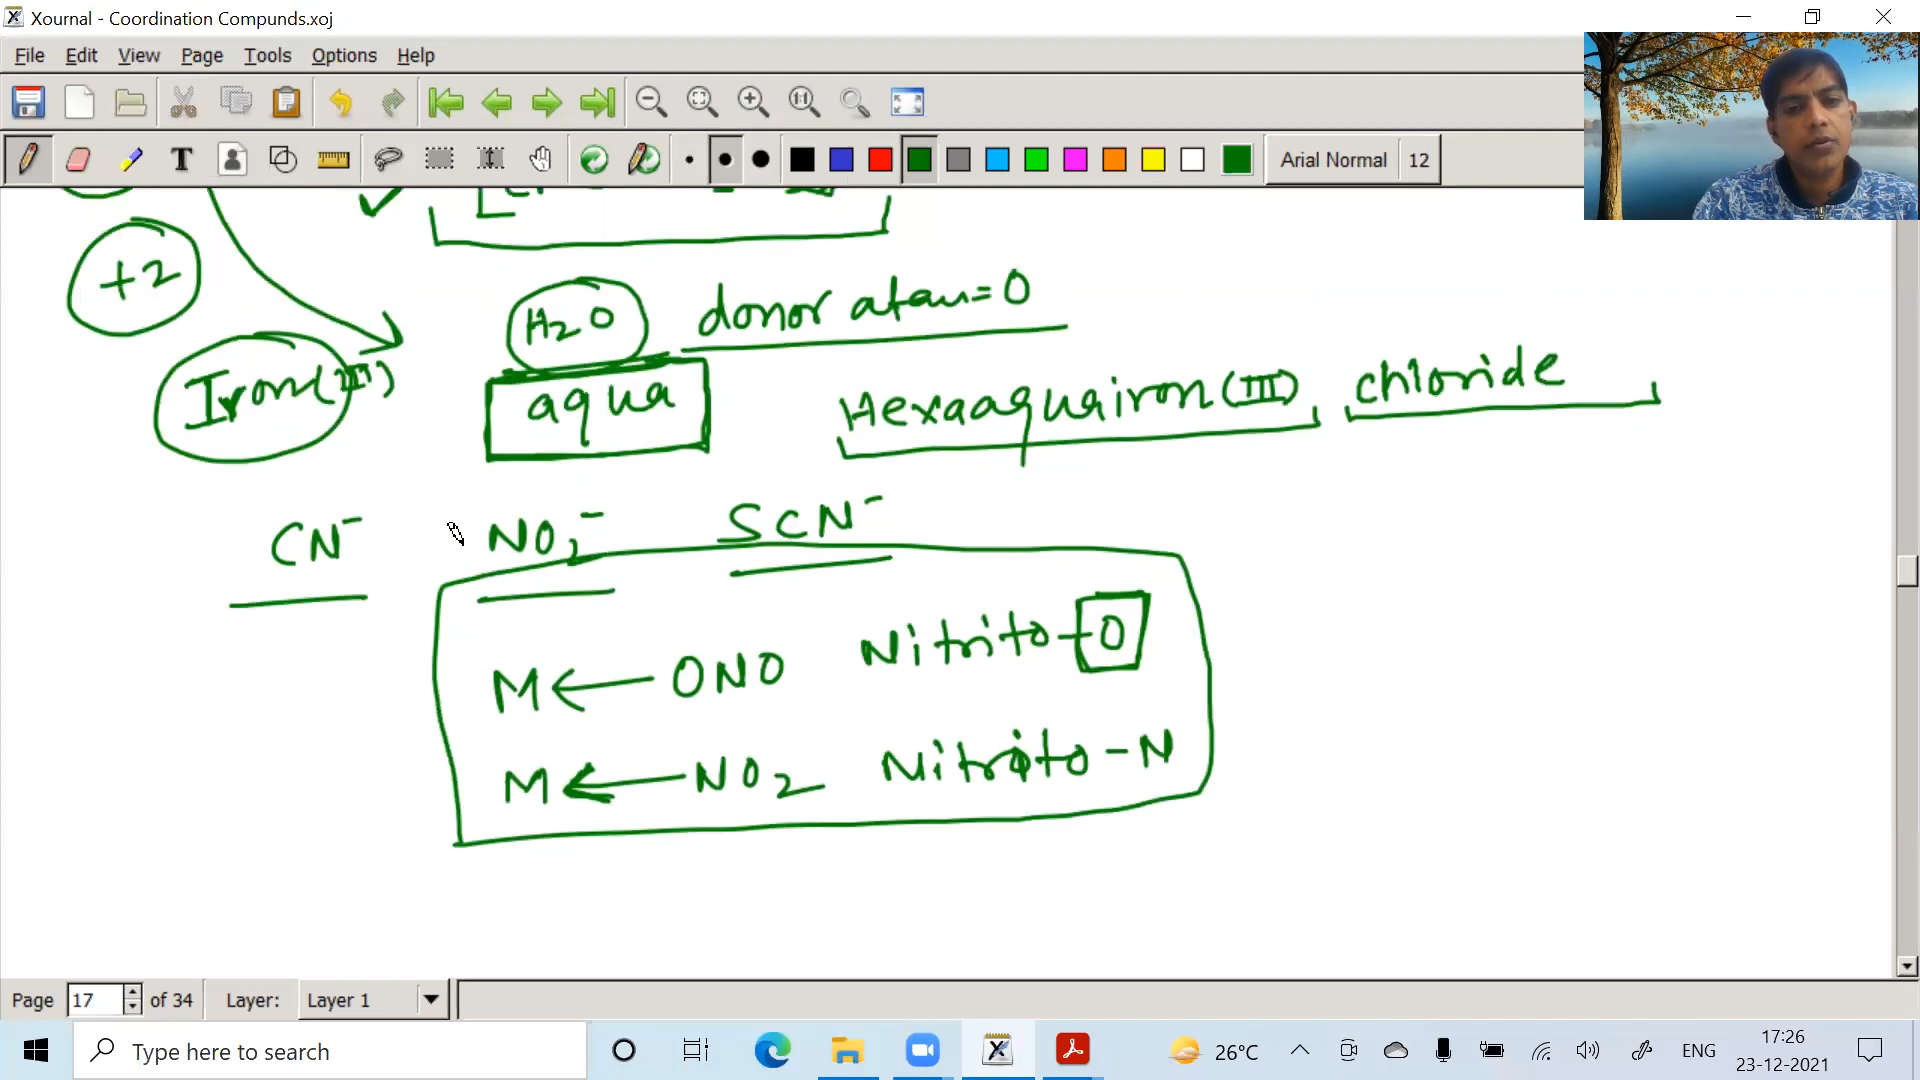 Xournal - Coordination Compunds.xoj
File Edit View Page Tools Options Help
Arial Normal 12
+2
H2O donor atom = O
Iron(III) aqua Hexaaquairon(III) chloride
CN⁻ NO2⁻ SCN⁻
M ← ONO Nitrito-O
M ← NO2 Nitrito-N
Page 17 of 34 Layer: Layer 1
Type here to search 26°C ENG 17:26
23-12-2021